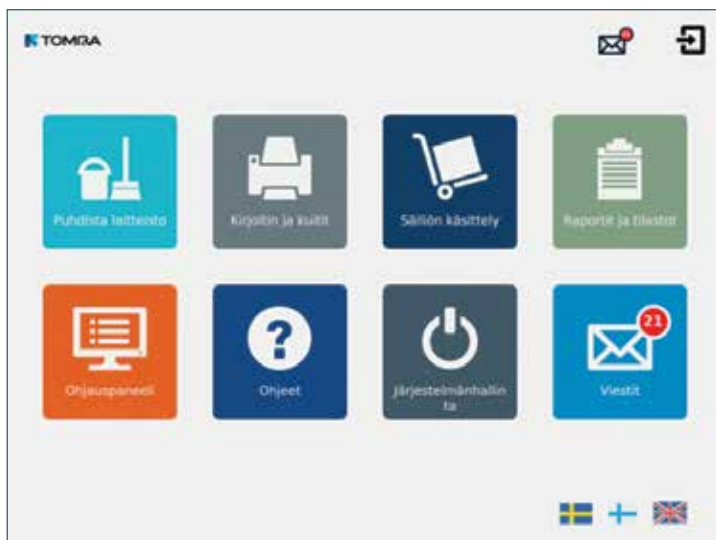 TOMRA
Puhdista laitteisto
Kirjoitin ja kuitit
Säiliön käsittely
Raportit ja tilastot
Ohjauspaneeli
Ohjeet
Järjestelmänhallin
ta
21
Viestit